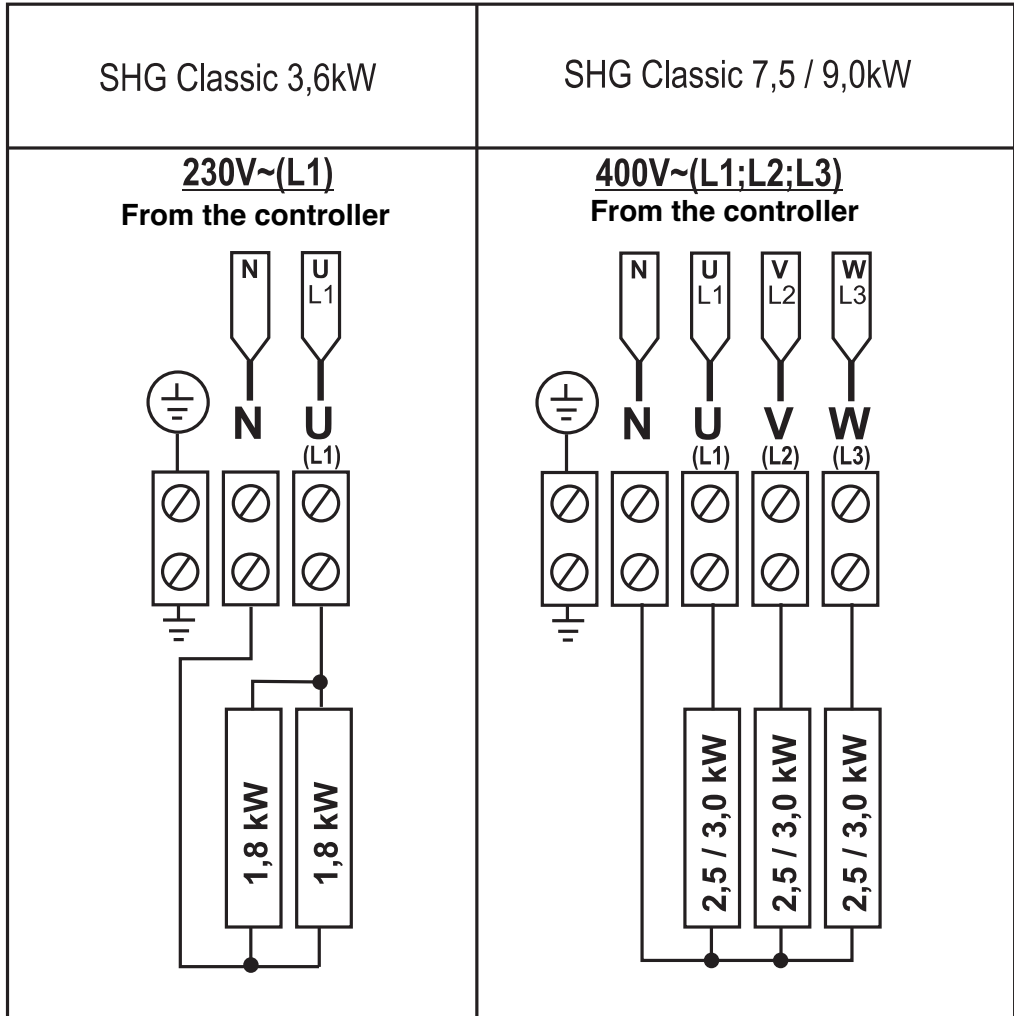 SHG Classic 3,6kW
SHG Classic 7,5 / 9,0kW
230V~(L1)
From the controller
N U
L1
N U
(L1)
1,8 kW 1,8 kW
400V~(L1;L2;L3)
From the controller
N U V W
L1 L2 L3
N U V W
(L1) (L2) (L3)
2,5 / 3,0 kW 2,5 / 3,0 kW 2,5 / 3,0 kW